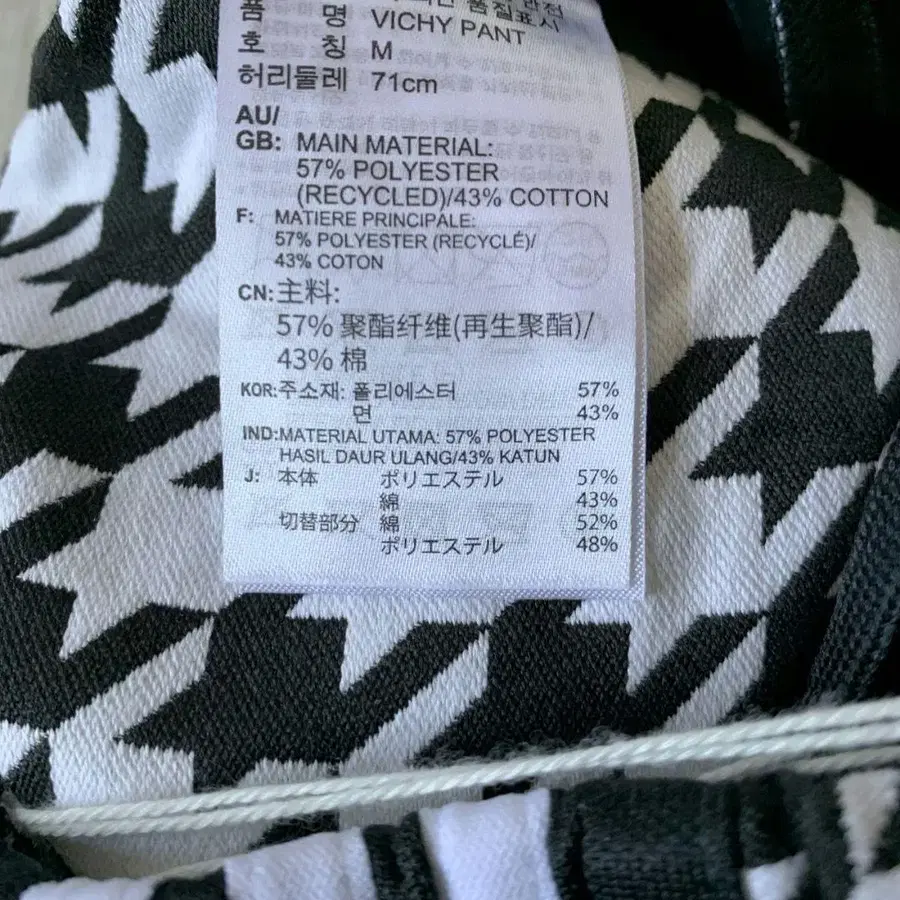 품질표시
품 명 VICHY PANT
호 칭 M
허리둘레 71cm
AU/
GB: MAIN MATERIAL:
57% POLYESTER
(RECYCLED)/43% COTTON
F: MATIERE PRINCIPALE:
57% POLYESTER (RECYCLÉ)/
43% COTON
CN: 主料:
57% 聚酯纤维(再生聚酯)/
43% 棉
KOR: 주소재: 폴리에스터 57%
면 43%
IND: MATERIAL UTAMA: 57% POLYESTER
HASIL DAUR ULANG/43% KATUN
J: 本体 ポリエステル 57%
綿 43%
切替部分 綿 52%
ポリエステル 48%